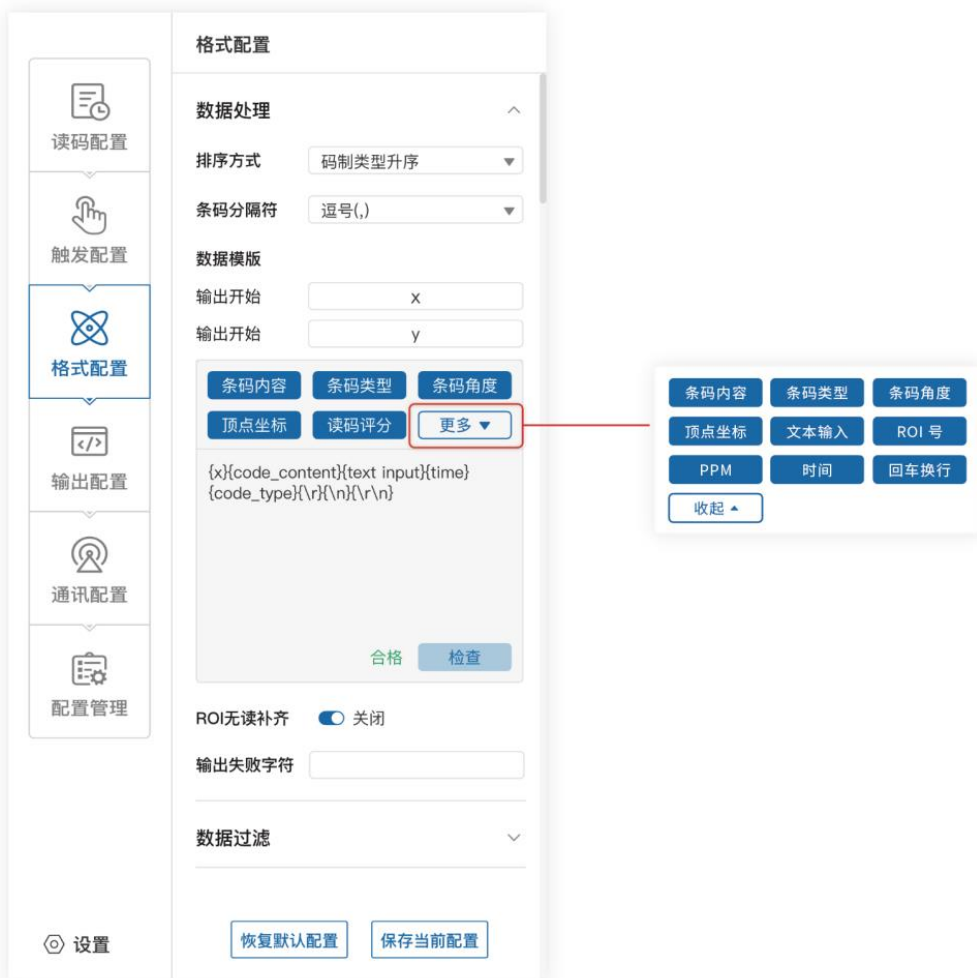 格式配置
读码配置
触发配置
格式配置
输出配置
通讯配置
配置管理
设置
数据处理
排序方式 码制类型升序
条码分隔符 逗号(,)
数据模版
输出开始 x
输出开始 y
条码内容 条码类型 条码角度
顶点坐标 读码评分 更多
{x}{code_content}{text input}{time}
{code_type}{\r}{\n}{\r\n}
合格 检查
ROI无读补齐 关闭
输出失败字符
数据过滤
恢复默认配置 保存当前配置
条码内容 条码类型 条码角度
顶点坐标 文本输入 ROI 号
PPM 时间 回车换行
收起